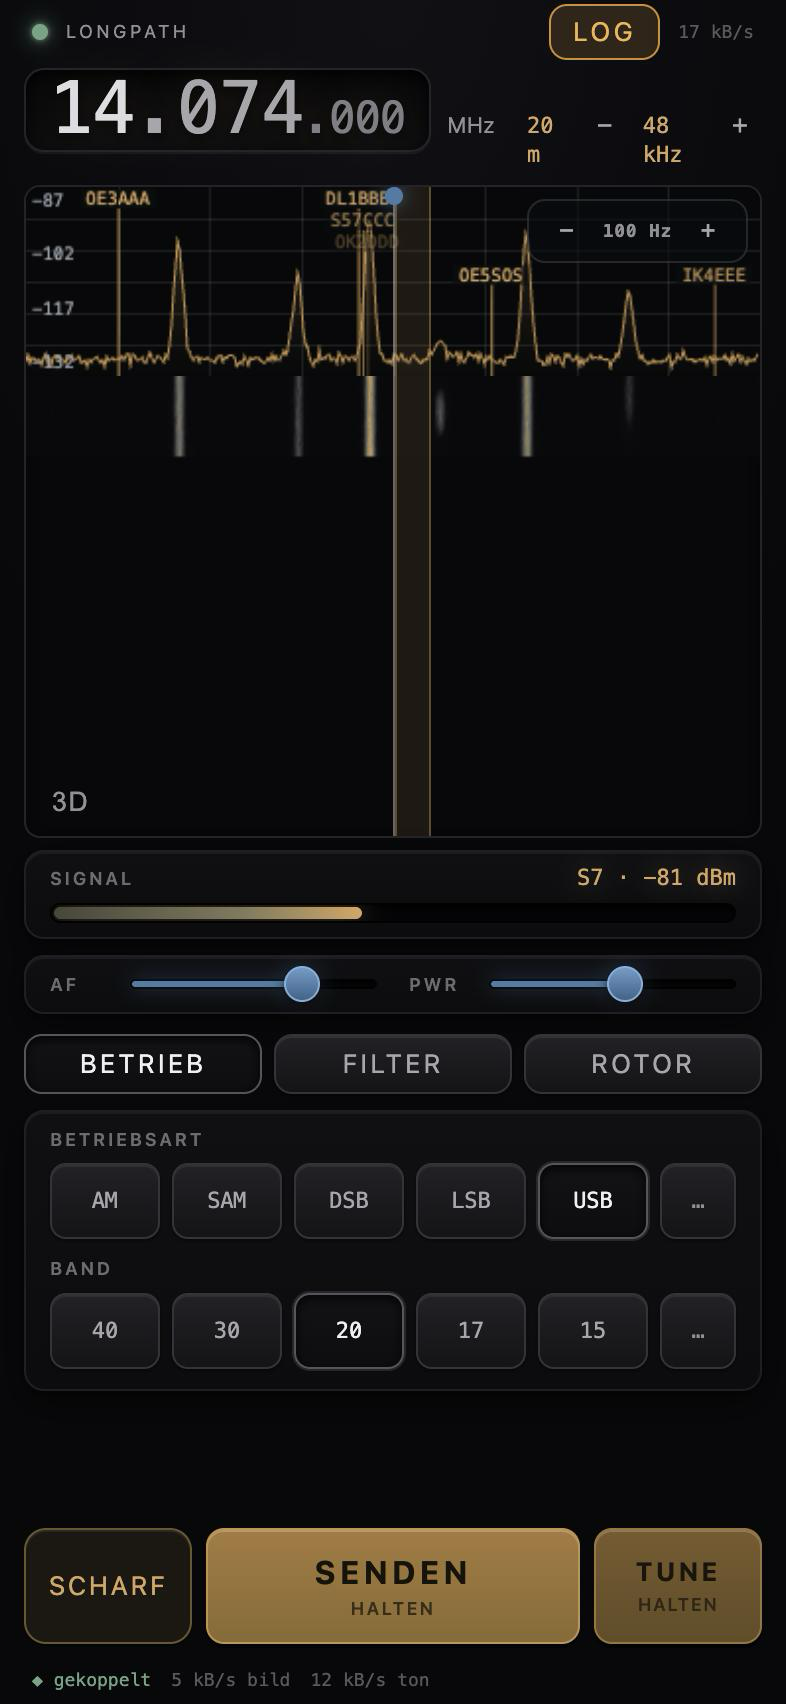 LONGPATH LOG 17 kB/s
14.074.000 MHz 20 m − 48 kHz +
−87 OE3AAA DL1BBB
S57CCC − 100 Hz +
OK2DDD
−102
OE5SOS IK4EEE
−117
−132
3D
SIGNAL S7 · −81 dBm
AF PWR
BETRIEB FILTER ROTOR
BETRIEBSART
AM SAM DSB LSB USB …
BAND
40 30 20 17 15 …
SCHARF SENDEN TUNE
HALTEN HALTEN
◆ gekoppelt 5 kB/s bild 12 kB/s ton